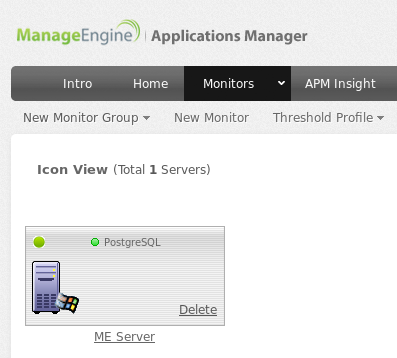 ManageEngine Applications Manager
Intro Home Monitors APM Insight
New Monitor Group New Monitor Threshold Profile
Icon View (Total 1 Servers)
PostgreSQL
Delete
ME Server